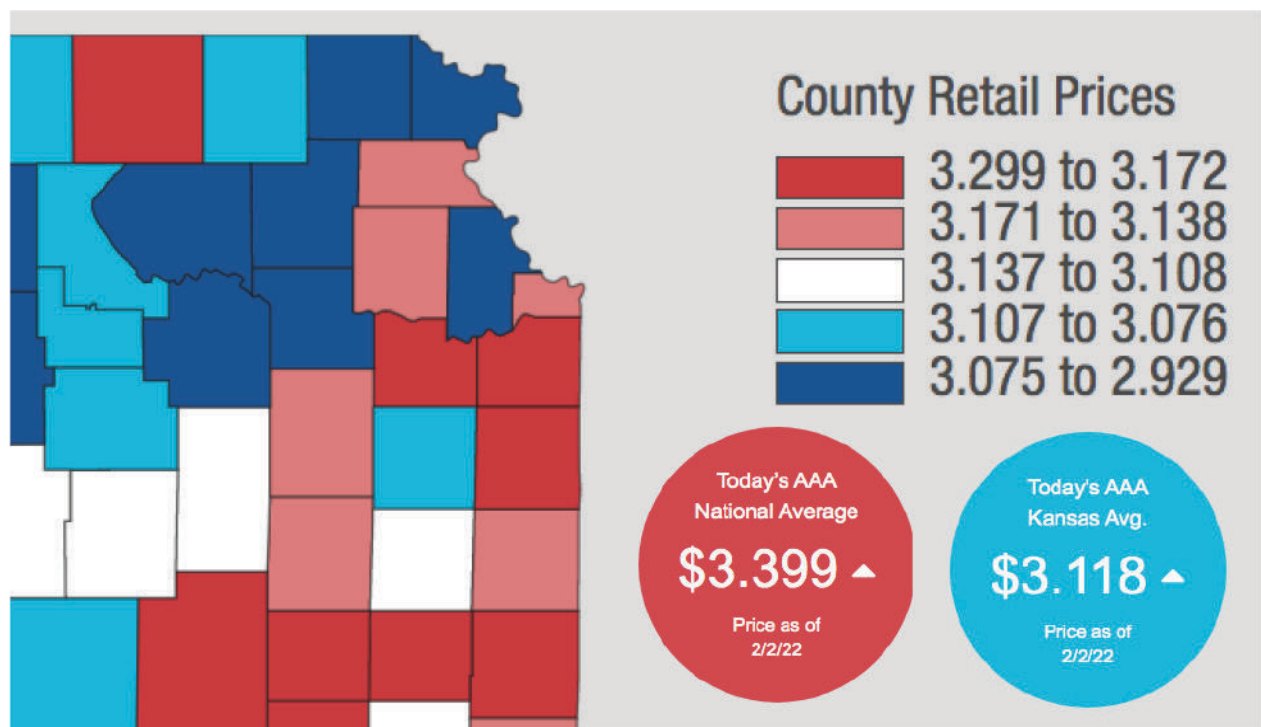 County Retail Prices
3.299 to 3.172
3.171 to 3.138
3.137 to 3.108
3.107 to 3.076
3.075 to 2.929
Today's AAA
National Average
$3.399
Price as of
2/2/22
Today's AAA
Kansas Avg.
$3.118
Price as of
2/2/22